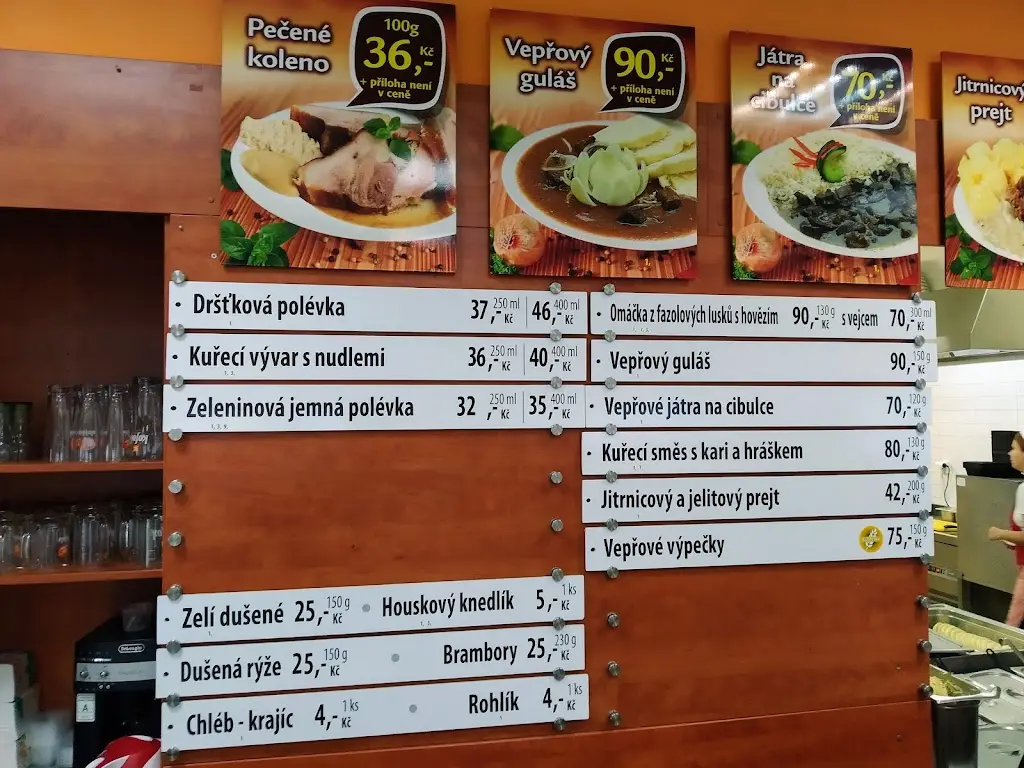 Pečené
koleno
100g
36,- Kč
+ příloha není
v ceně
Vepřový
guláš
90,- Kč
+ příloha není
v ceně
Játra
na
cibulce
70,- Kč
+ příloha není
v ceně
Jitrnicový
prejt
• Dršťková polévka 37,- 250 ml Kč | 46,- 400 ml Kč
• Kuřecí vývar s nudlemi 36,- 250 ml Kč | 40,- 400 ml Kč
• Zeleninová jemná polévka 32 ,- 250 ml Kč | 35,- 400 ml Kč
• Omáčka z fazolových lusků s hovězím 90,- 130 g Kč s vejcem 70,- 300 ml Kč
• Vepřový guláš 90,- 150 g Kč
• Vepřové játra na cibulce 70,- 120 g Kč
• Kuřecí směs s kari a hráškem 80,- 130 g Kč
• Jitrnicový a jelitový prejt 42,- 200 g Kč
• Vepřové výpečky 75,- 150 g Kč
• Zelí dušené 25,- 150 g Kč • Houskový knedlík 5,- 1 ks Kč
• Dušená rýže 25,- 150 g Kč • Brambory 25,- 230 g Kč
• Chléb - krajíc 4,- 1 ks Kč • Rohlík 4,- 1 ks Kč
DeLonghi
A